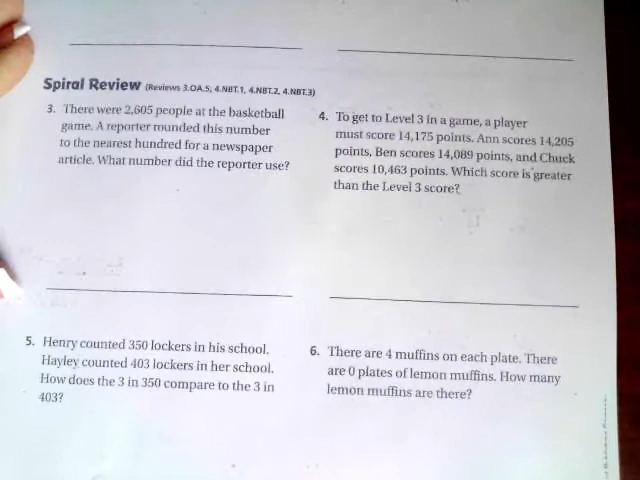 Spiral Review (Reviews 3.OA.5, 4.NBT.1, 4.NBT.2, 4.NBT.3)
3. There were 2,605 people at the basketball
game. A reporter rounded this number
to the nearest hundred for a newspaper
article. What number did the reporter use?
4. To get to Level 3 in a game, a player
must score 14,175 points. Ann scores 14,205
points, Ben scores 14,089 points, and Chuck
scores 10,463 points. Which score is greater
than the Level 3 score?
5. Henry counted 350 lockers in his school.
Hayley counted 403 lockers in her school.
How does the 3 in 350 compare to the 3 in
403?
6. There are 4 muffins on each plate. There
are 0 plates of lemon muffins. How many
lemon muffins are there?